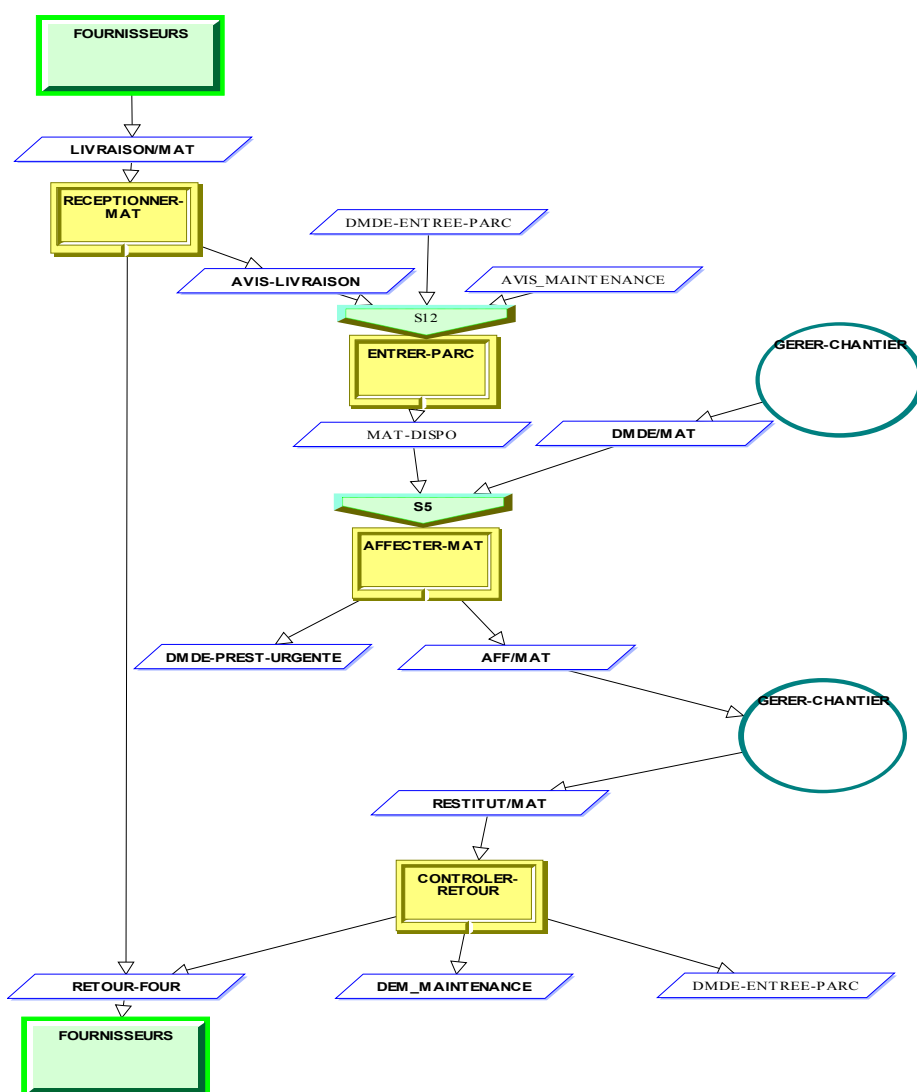 FOURNISSEURS
LIVRAISON/MAT
RECEPTIONNER-
MAT
DMDE-ENTREE-PARC
AVIS-LIVRAISON
AVIS_MAINTENANCE
S12
ENTRER-PARC
GERER-CHANTIER
MAT-DISPO
DMDE/MAT
S5
AFFECTER-MAT
DMDE-PREST-URGENTE
AFF/MAT
GERER-CHANTIER
RESTITUT/MAT
CONTROLER-
RETOUR
RETOUR-FOUR
DEM_MAINTENANCE
DMDE-ENTREE-PARC
FOURNISSEURS